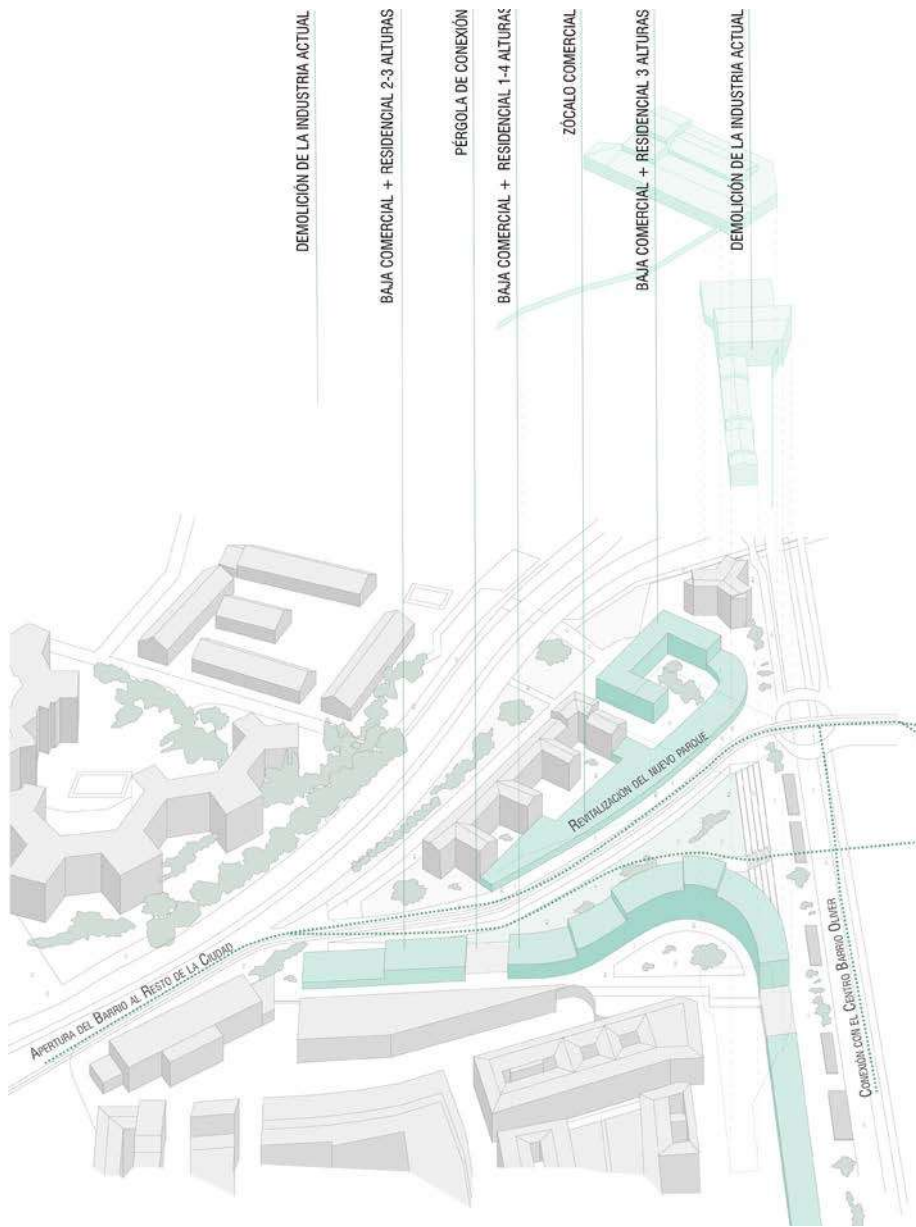 DEMOLICIÓN DE LA INDUSTRIA ACTUAL
BAJA COMERCIAL + RESIDENCIAL 2-3 ALTURAS
PÉRGOLA DE CONEXIÓN
BAJA COMERCIAL + RESIDENCIAL 1-4 ALTURAS
ZÓCALO COMERCIAL
BAJA COMERCIAL + RESIDENCIAL 3 ALTURAS
DEMOLICIÓN DE LA INDUSTRIA ACTUAL
REVITALIZACIÓN DEL NUEVO PARQUE
APERTURA DEL BARRIO AL RESTO DE LA CIUDAD
CONEXIÓN CON EL CENTRO BARRIO OLIVER